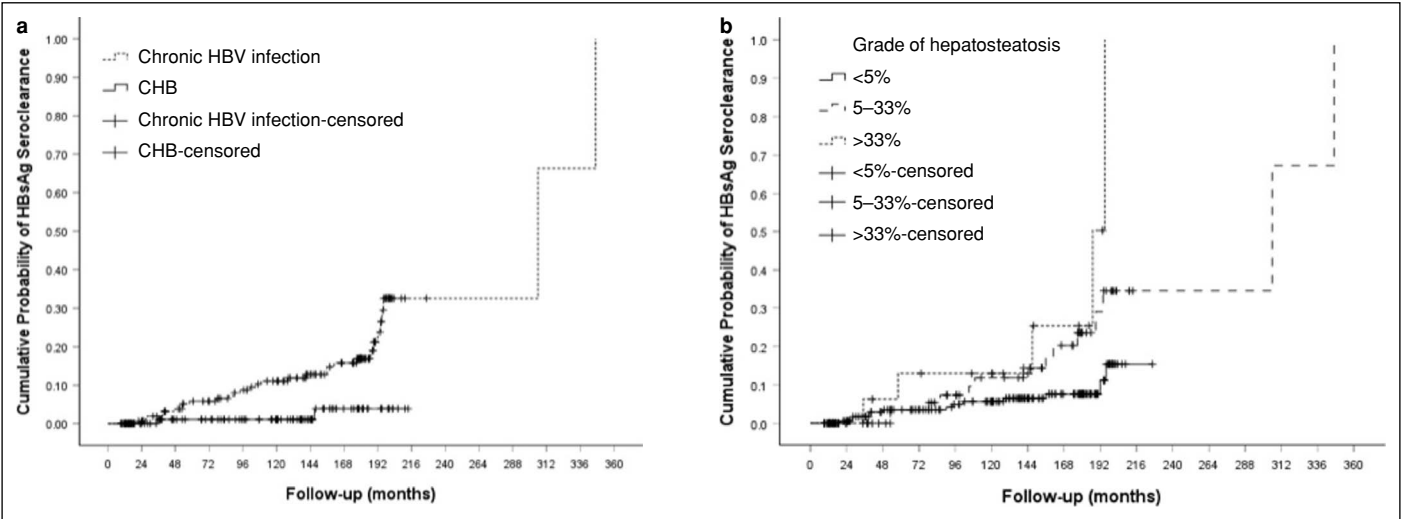 a
Cumulative Probability of HBsAg Seroclearance
1.00
0.90
0.80
0.70
0.60
0.50
0.40
0.30
0.20
0.10
0.00
Chronic HBV infection
CHB
Chronic HBV infection-censored
CHB-censored
0 24 48 72 96 120 144 168 192 216 240 264 288 312 336 360
Follow-up (months)
b
Cumulative Probability of HBsAg Seroclearance
1.0
0.9
0.8
0.7
0.6
0.5
0.4
0.3
0.2
0.1
0.0
Grade of hepatosteatosis
<5%
5–33%
>33%
<5%-censored
5–33%-censored
>33%-censored
0 24 48 72 96 120 144 168 192 216 240 264 288 312 336 360
Follow-up (months)